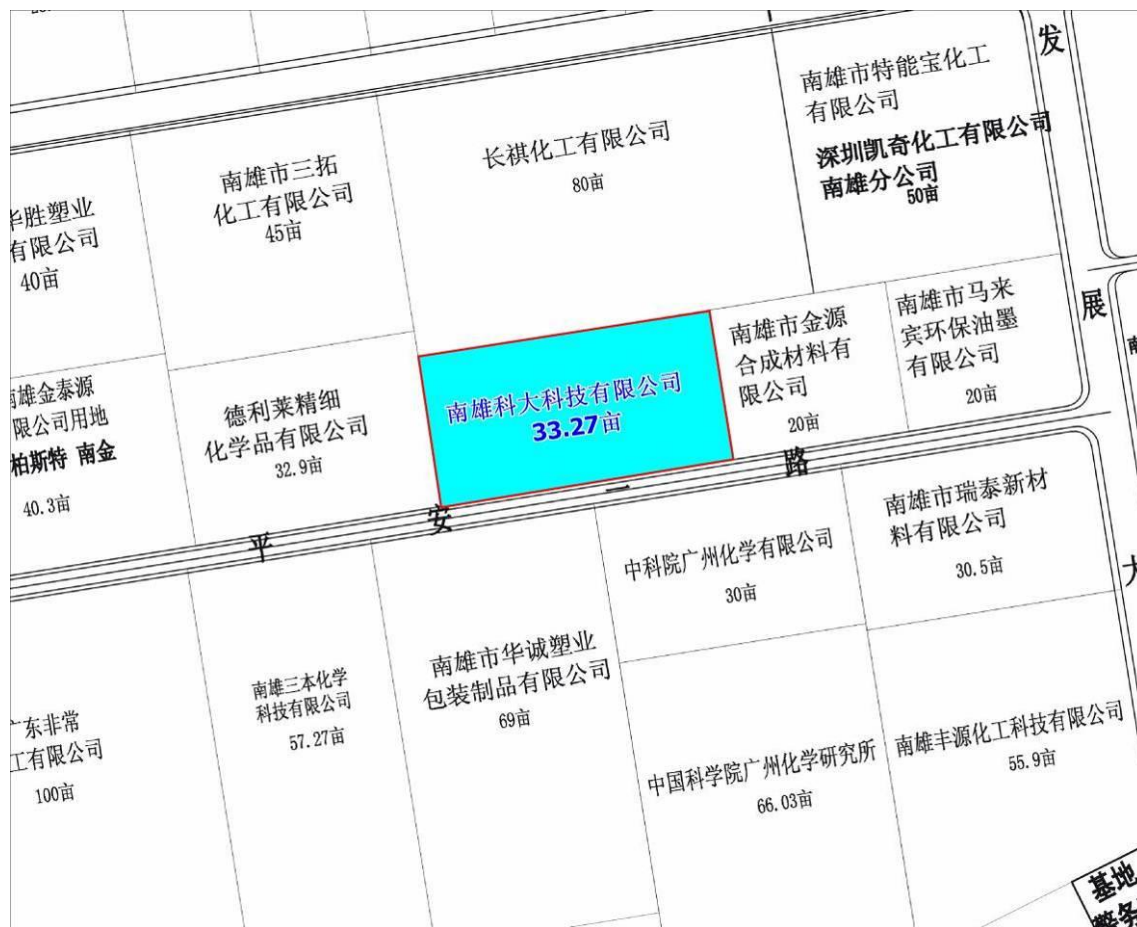 南雄市特能宝化工
有限公司
深圳凯奇化工有限公司
南雄分公司
50亩
长祺化工有限公司
80亩
南雄市三拓
化工有限公司
45亩
华胜塑业
有限公司
40亩
南雄市马来
宾环保油墨
有限公司
20亩
南雄市金源
合成材料有
限公司
20亩
南雄科大科技有限公司
33.27亩
德利莱精细
化学品有限公司
32.9亩
雄金泰源
限公司用地
柏斯特 南金
40.3亩
平安一路
发展大
南雄市瑞泰新材
料有限公司
30.5亩
中科院广州化学有限公司
30亩
南雄市华诚塑业
包装制品有限公司
69亩
南雄三本化学
科技有限公司
57.27亩
广东非常
工有限公司
100亩
中国科学院广州化学研究所
66.03亩
南雄丰源化工科技有限公司
55.9亩
基地
警务